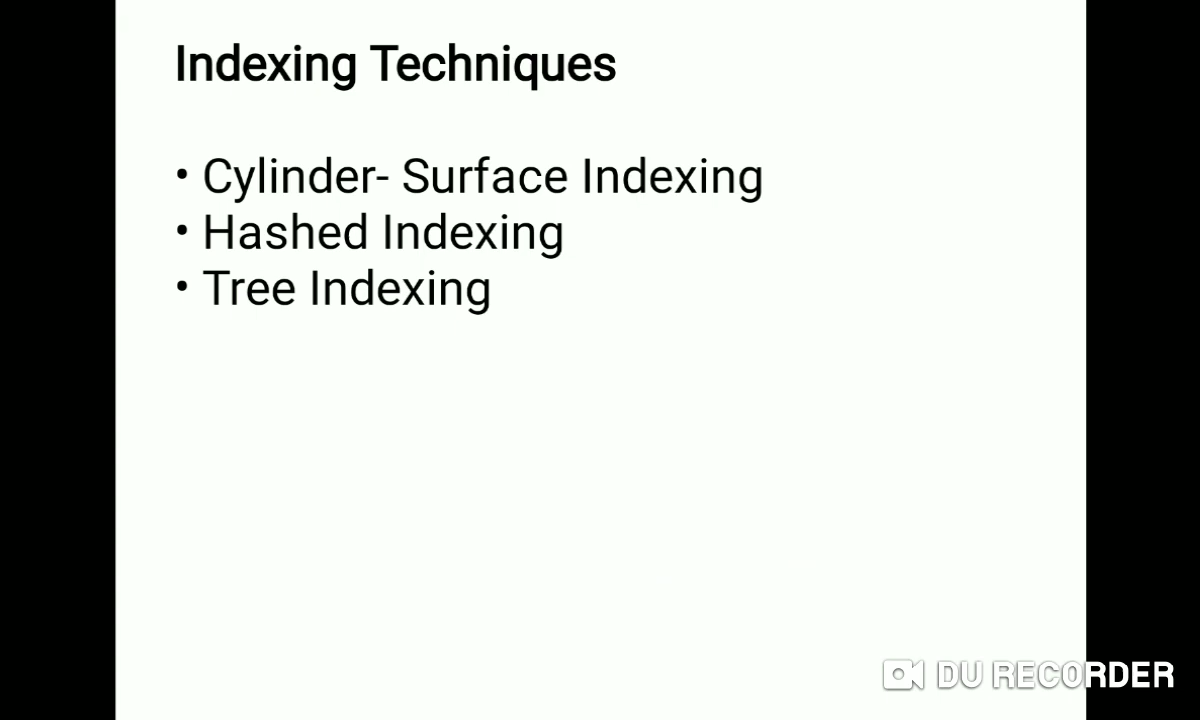 Indexing Techniques
• Cylinder- Surface Indexing
• Hashed Indexing
• Tree Indexing
DU RECORDER